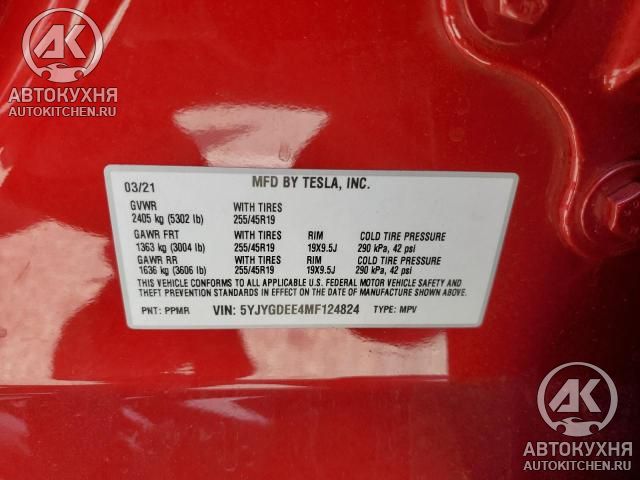 AK
АВТОКУХНЯ
AUTOKITCHEN.RU
03/21 MFD BY TESLA, INC.
GVWR WITH TIRES
2405 kg (5302 lb) 255/45R19
GAWR FRT WITH TIRES RIM COLD TIRE PRESSURE
1363 kg (3004 lb) 255/45R19 19X9.5J 290 kPa, 42 psi
GAWR RR WITH TIRES RIM COLD TIRE PRESSURE
1636 kg (3606 lb) 255/45R19 19X9.5J 290 kPa, 42 psi
THIS VEHICLE CONFORMS TO ALL APPLICABLE U.S. FEDERAL MOTOR VEHICLE SAFETY AND
THEFT PREVENTION STANDARDS IN EFFECT ON THE DATE OF MANUFACTURE SHOWN ABOVE.
PNT: PPMR VIN: 5YJYGDEE4MF124824 TYPE: MPV
AK
АВТОКУХНЯ
AUTOKITCHEN.RU